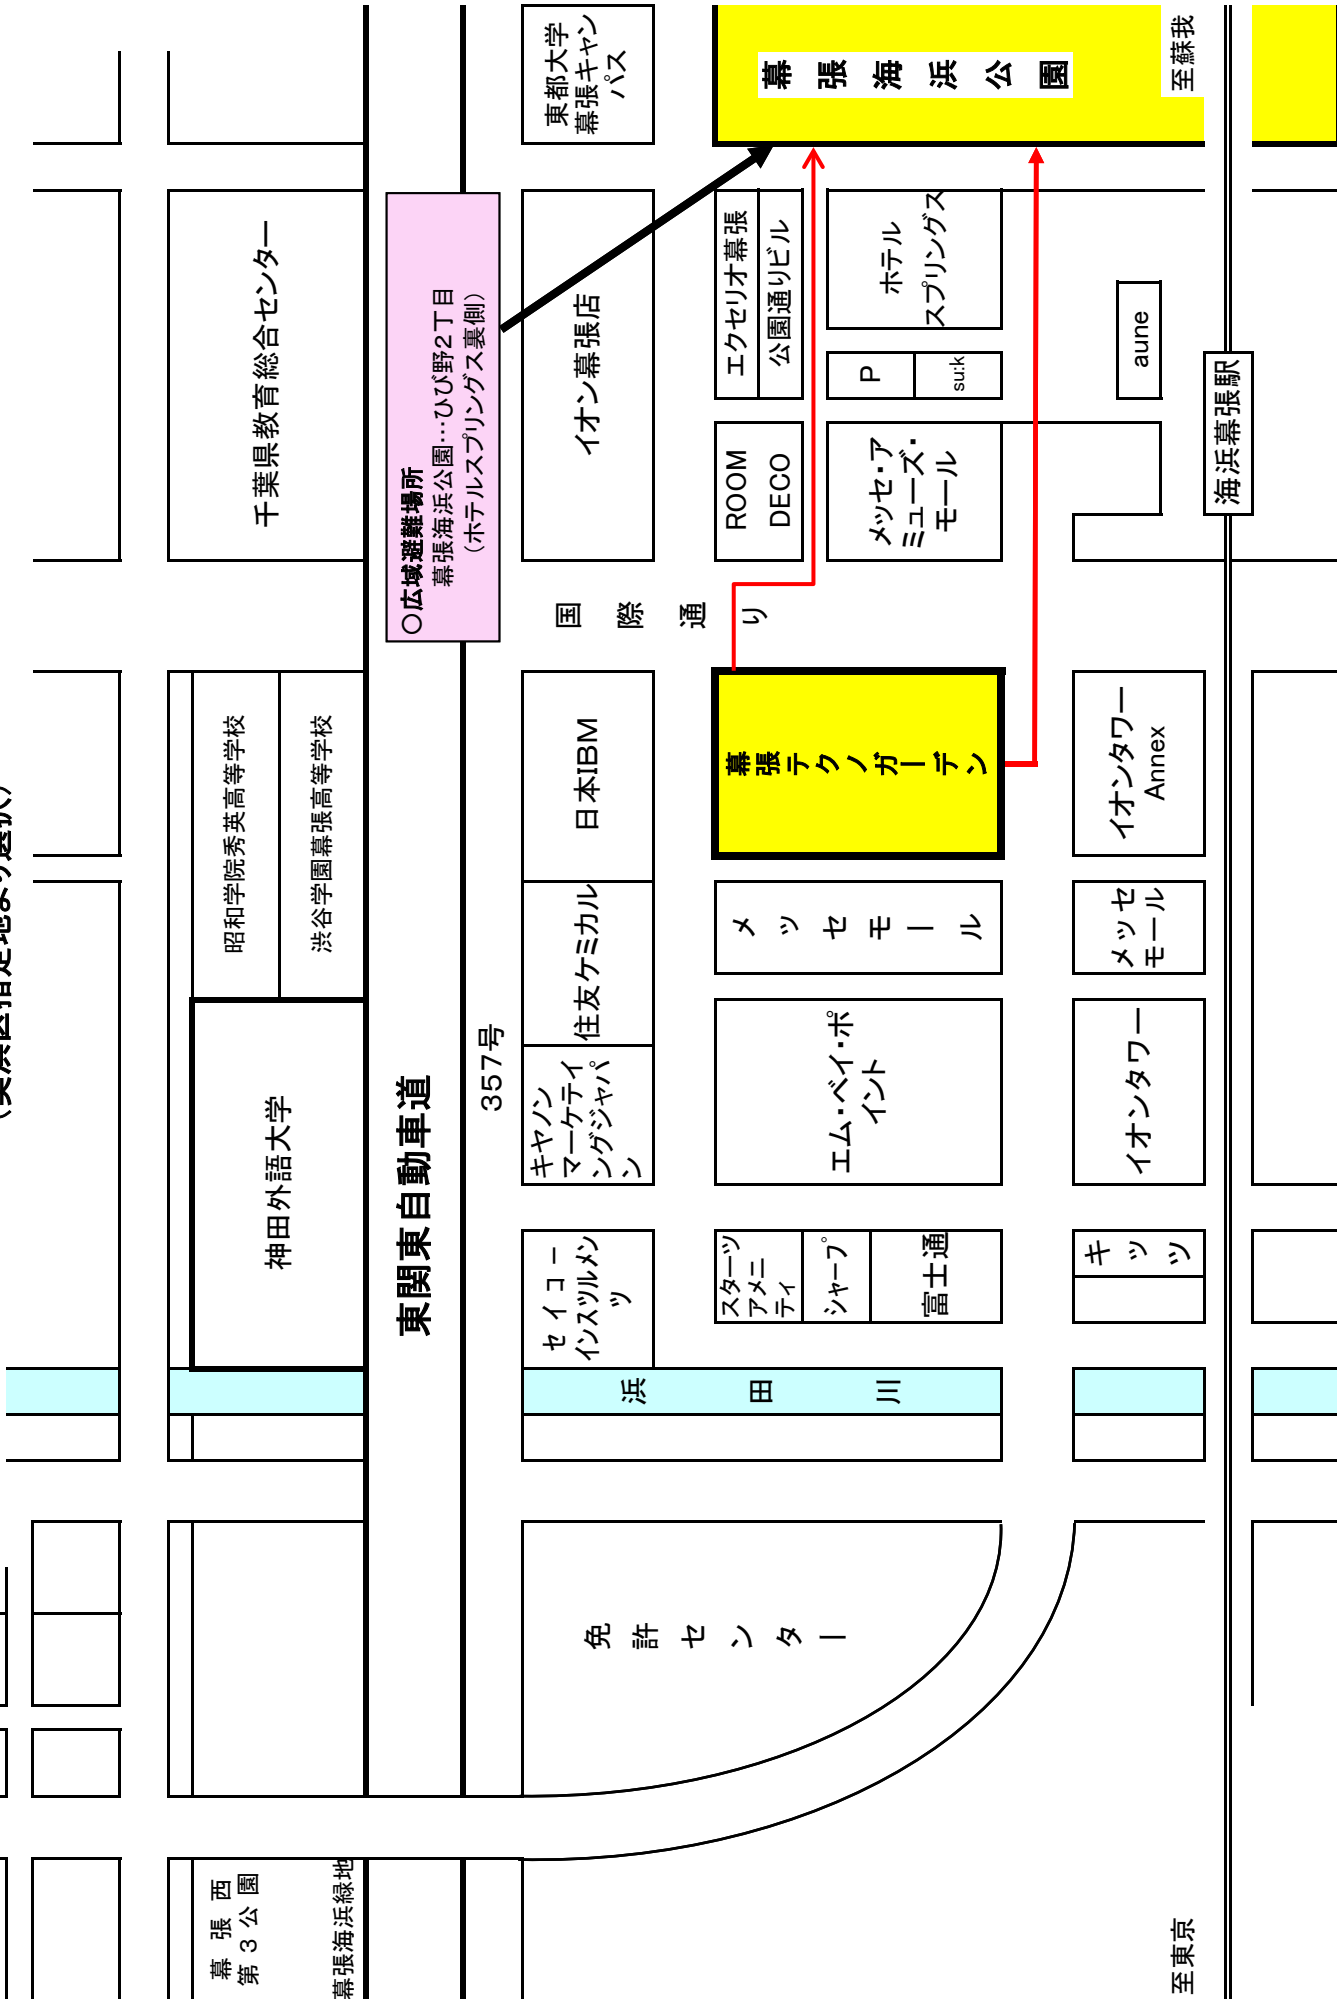 (美浜区指定地より選択)
幕 張 西
第 3 公 園
幕張海浜緑地
神田外語大学
昭和学院秀英高等学校
渋谷学園幕張高等学校
千葉県教育総合センター
東関東自動車道
○広域避難場所
幕張海浜公園…ひび野2丁目
(ホテルスプリングス裏側)
357号
免 許 セ ン タ ー
浜 田 川
セ イ コ ー
インスツルメン
ツ
キヤノン
マーケティ
ングジャパ
ン
住友ケミカル
日本IBM
国 際 通 り
イオン幕張店
東都大学
幕張キャン
パス
スターツ
アメニ
ティ
シャープ
富士通
エム・ベイ・ポ
イント
メ ッ セ モ ー ル
幕張テクノガーデン
ROOM
DECO
メッセ・ア
ミューズ・
モール
エクセリオ幕張
公園通りビル
P
su:k
ホテル
スプリングス
幕 張 海 浜 公 園
キ ッ ツ
イオンタワー
メッセ
モール
イオンタワー
Annex
aune
至東京
海浜幕張駅
至蘇我